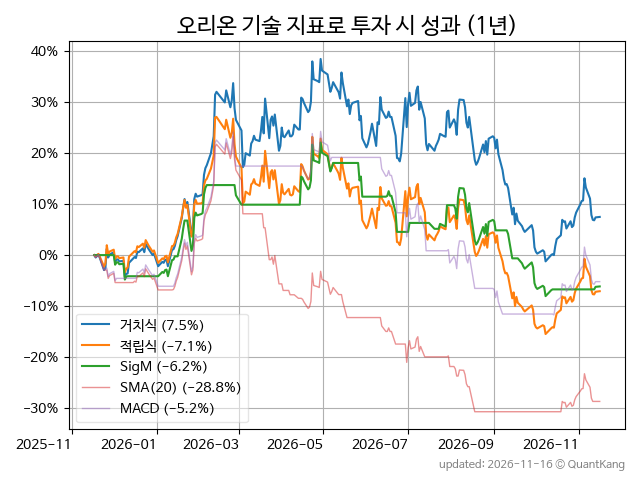 오리온 기술 지표로 투자 시 성과 (1년)
40%
30%
20%
10%
0%
−10%
−20%
−30%
거치식 (7.5%)
적립식 (−7.1%)
SigM (−6.2%)
SMA(20) (−28.8%)
MACD (−5.2%)
2025-11 2026-01 2026-03 2026-05 2026-07 2026-09 2026-11
updated: 2026-11-16 ⓒ QuantKang